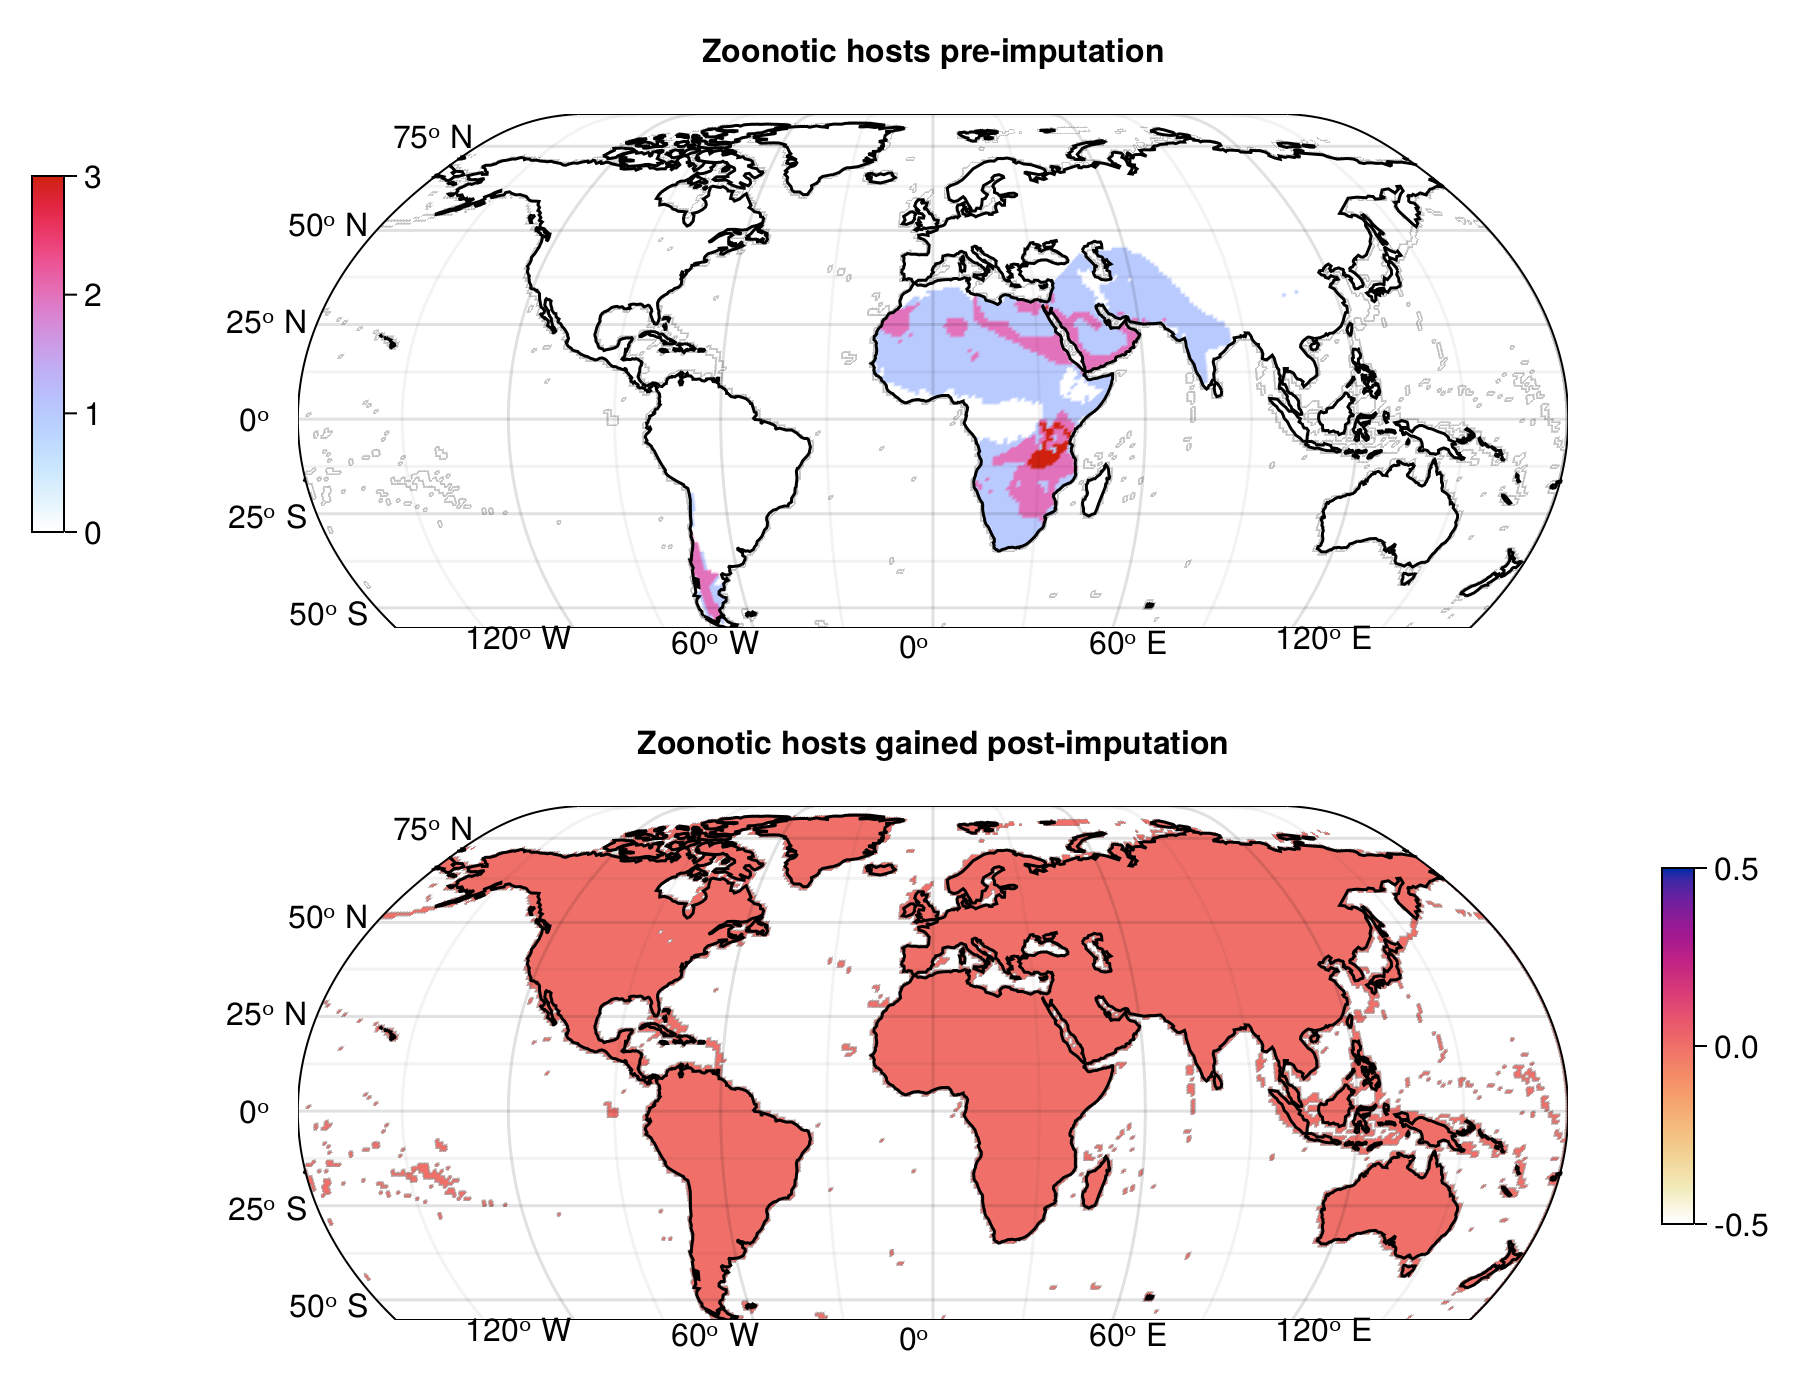 Zoonotic hosts pre-imputation
75° N
50° N
25° N
0°
25° S
50° S
120° W
60° W
0°
60° E
120° E
3
2
1
0
Zoonotic hosts gained post-imputation
75° N
50° N
25° N
0°
25° S
50° S
120° W
60° W
0°
60° E
120° E
0.5
0.0
-0.5